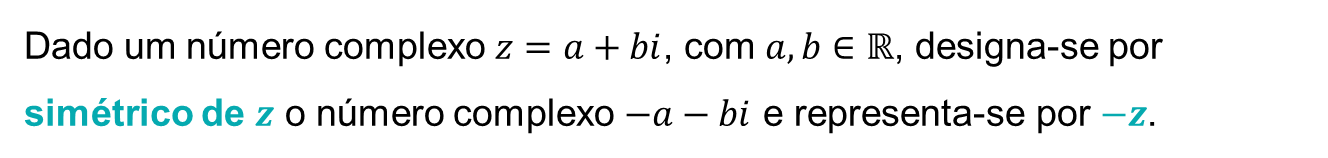 Dado um número complexo z = a + bi, com a, b ∈ ℝ, designa-se por
simétrico de z o número complexo −a − bi e representa-se por −z.